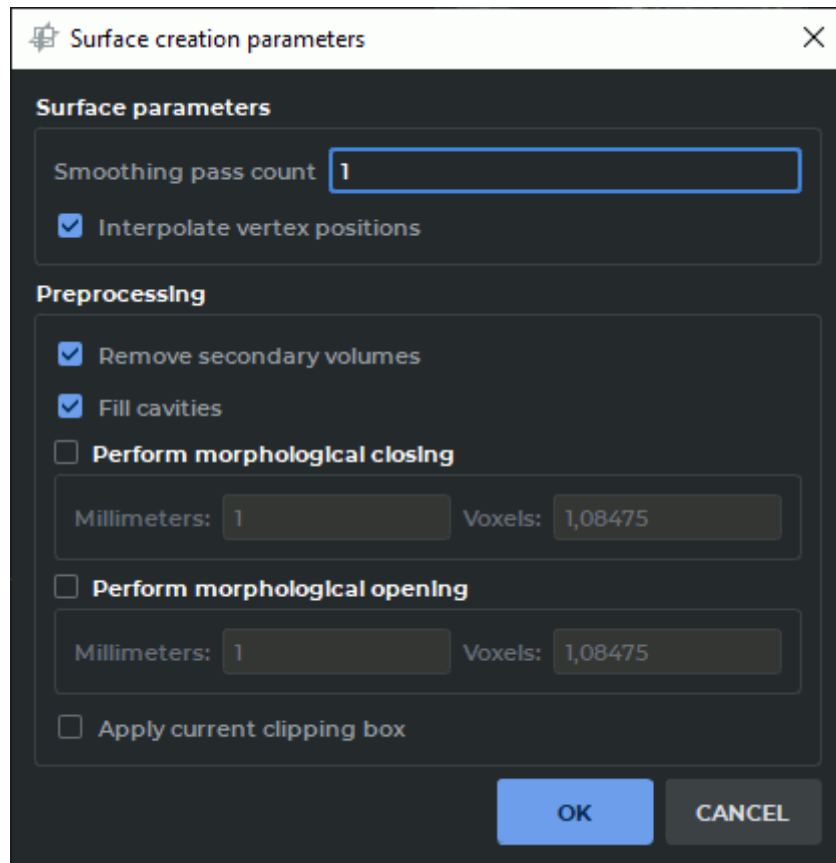 Surface creation parameters
Surface parameters
Smoothing pass count 1
Interpolate vertex positions
Preprocessing
Remove secondary volumes
Fill cavities
Perform morphological closing
Millimeters: 1 Voxels: 1,08475
Perform morphological opening
Millimeters: 1 Voxels: 1,08475
Apply current clipping box
OK CANCEL